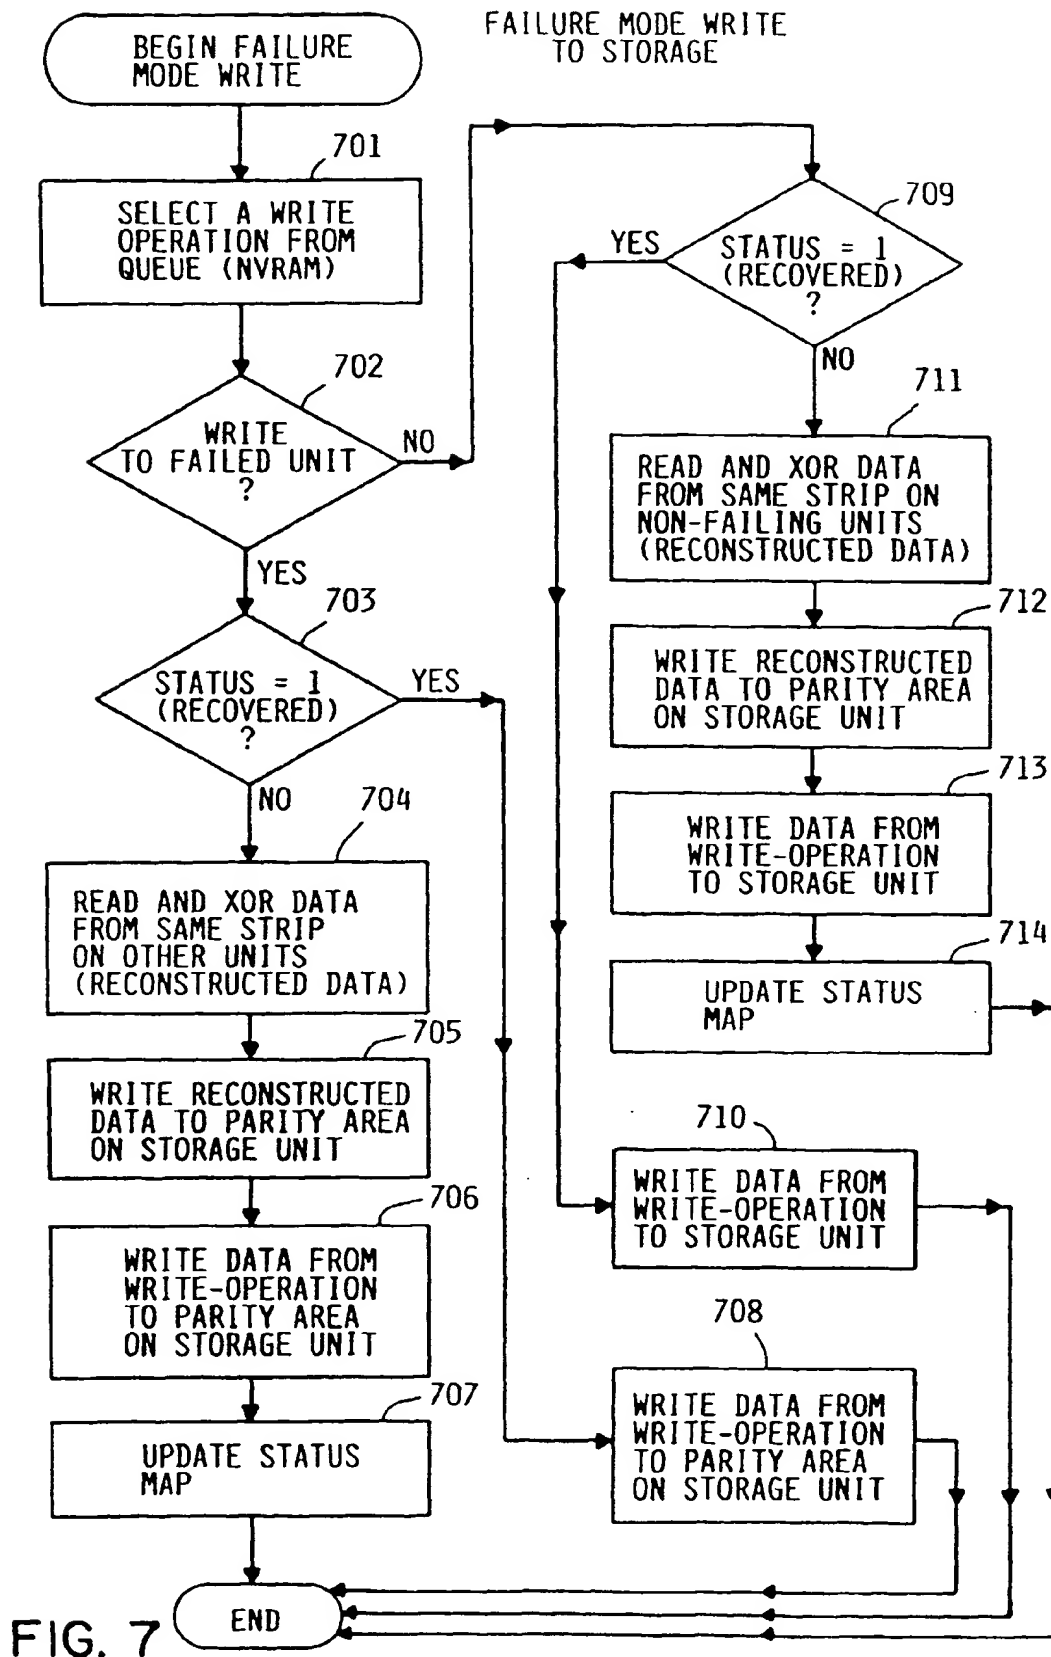 FAILURE MODE WRITE
TO STORAGE
BEGIN FAILURE
MODE WRITE
701
SELECT A WRITE
OPERATION FROM
QUEUE (NVRAM)
702
WRITE
TO FAILED UNIT
?
NO
YES
703
STATUS = 1
(RECOVERED)
?
YES
NO
704
READ AND XOR DATA
FROM SAME STRIP
ON OTHER UNITS
(RECONSTRUCTED DATA)
705
WRITE RECONSTRUCTED
DATA TO PARITY AREA
ON STORAGE UNIT
706
WRITE DATA FROM
WRITE-OPERATION
TO PARITY AREA
ON STORAGE UNIT
707
UPDATE STATUS
MAP
709
STATUS = 1
(RECOVERED)
?
YES
NO
711
READ AND XOR DATA
FROM SAME STRIP ON
NON-FAILING UNITS
(RECONSTRUCTED DATA)
712
WRITE RECONSTRUCTED
DATA TO PARITY AREA
ON STORAGE UNIT
713
WRITE DATA FROM
WRITE-OPERATION
TO STORAGE UNIT
714
UPDATE STATUS
MAP
710
WRITE DATA FROM
WRITE-OPERATION
TO STORAGE UNIT
708
WRITE DATA FROM
WRITE-OPERATION
TO PARITY AREA
ON STORAGE UNIT
END
FIG. 7